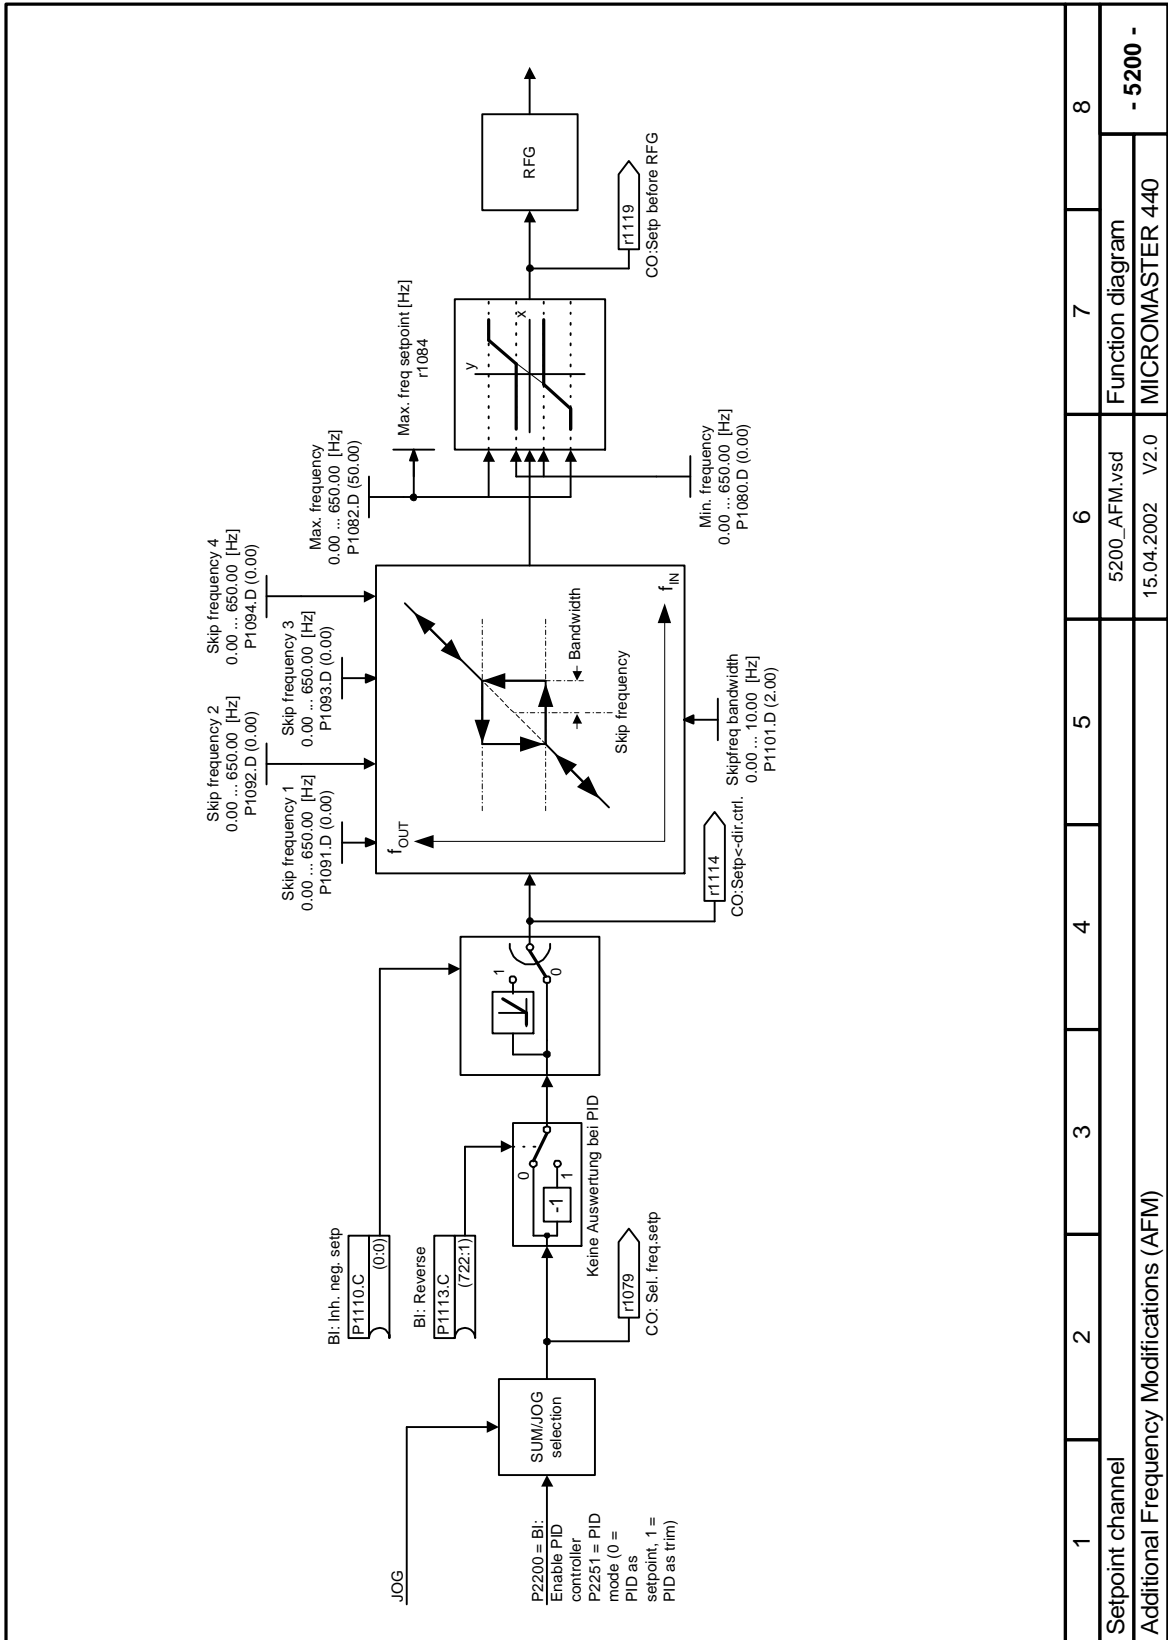 JOG
P2200 = BI:
Enable PID
controller
P2251 = PID
mode (0 =
PID as
setpoint, 1 =
PID as trim)
SUM/JOG
selection
r1079
CO: Sel. freq.setp
BI: Inh. neg. setp
P1110.C
(0:0)
BI: Reverse
P1113.C
(722:1)
0
1
-1
Keine Auswertung bei PID
1
0
r1114
CO:Setp<-dir.ctrl.
Skip frequency 1
0.00 ... 650.00 [Hz]
P1091.D (0.00)
Skip frequency 2
0.00 ... 650.00 [Hz]
P1092.D (0.00)
Skip frequency 3
0.00 ... 650.00 [Hz]
P1093.D (0.00)
Skip frequency 4
0.00 ... 650.00 [Hz]
P1094.D (0.00)
fOUT
fIN
Bandwidth
Skip frequency
Skipfreq bandwidth
0.00 ... 10.00 [Hz]
P1101.D (2.00)
Max. frequency
0.00 ... 650.00 [Hz]
P1082.D (50.00)
Max. freq setpoint [Hz]
r1084
y
x
Min. frequency
0.00 ... 650.00 [Hz]
P1080.D (0.00)
r1119
CO:Setp before RFG
RFG
1 2 3 4 5 6 7 8
Setpoint channel 5200_AFM.vsd Function diagram
- 5200 -
Additional Frequency Modifications (AFM) 15.04.2002 V2.0 MICROMASTER 440